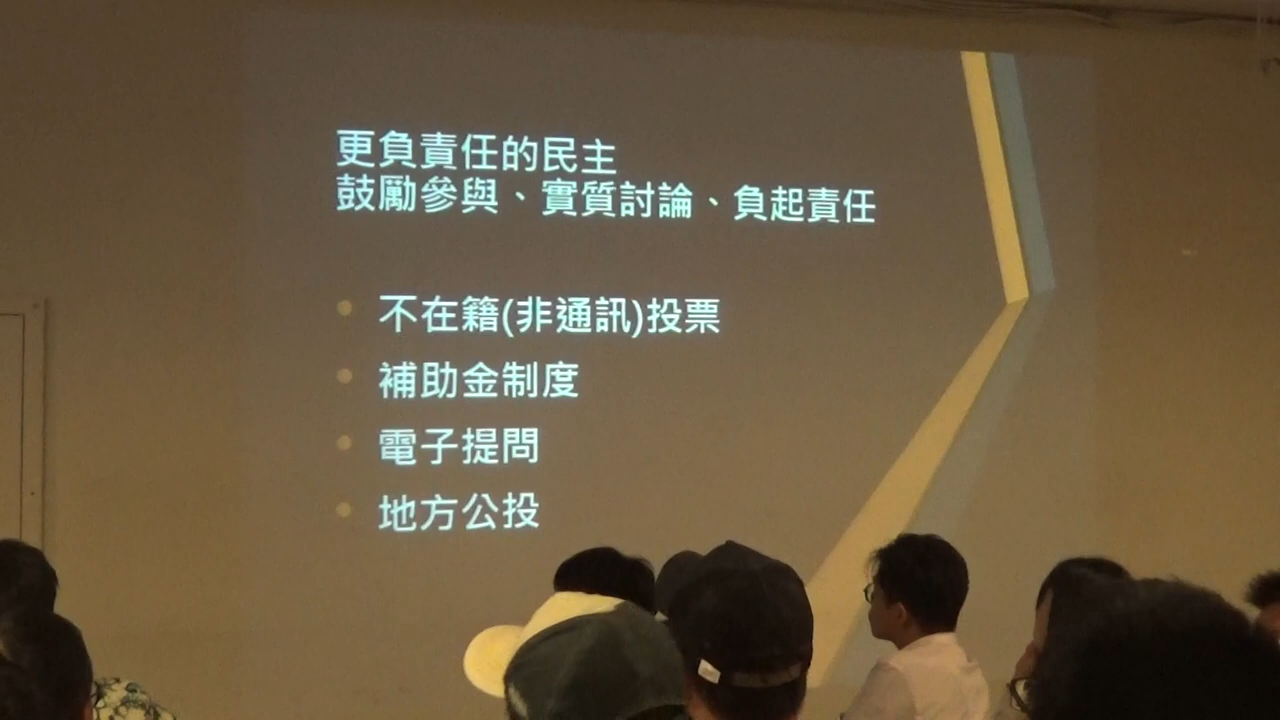 更負責任的民主
鼓勵參與、實質討論、負起責任
不在籍(非通訊)投票
補助金制度
電子提問
地方公投